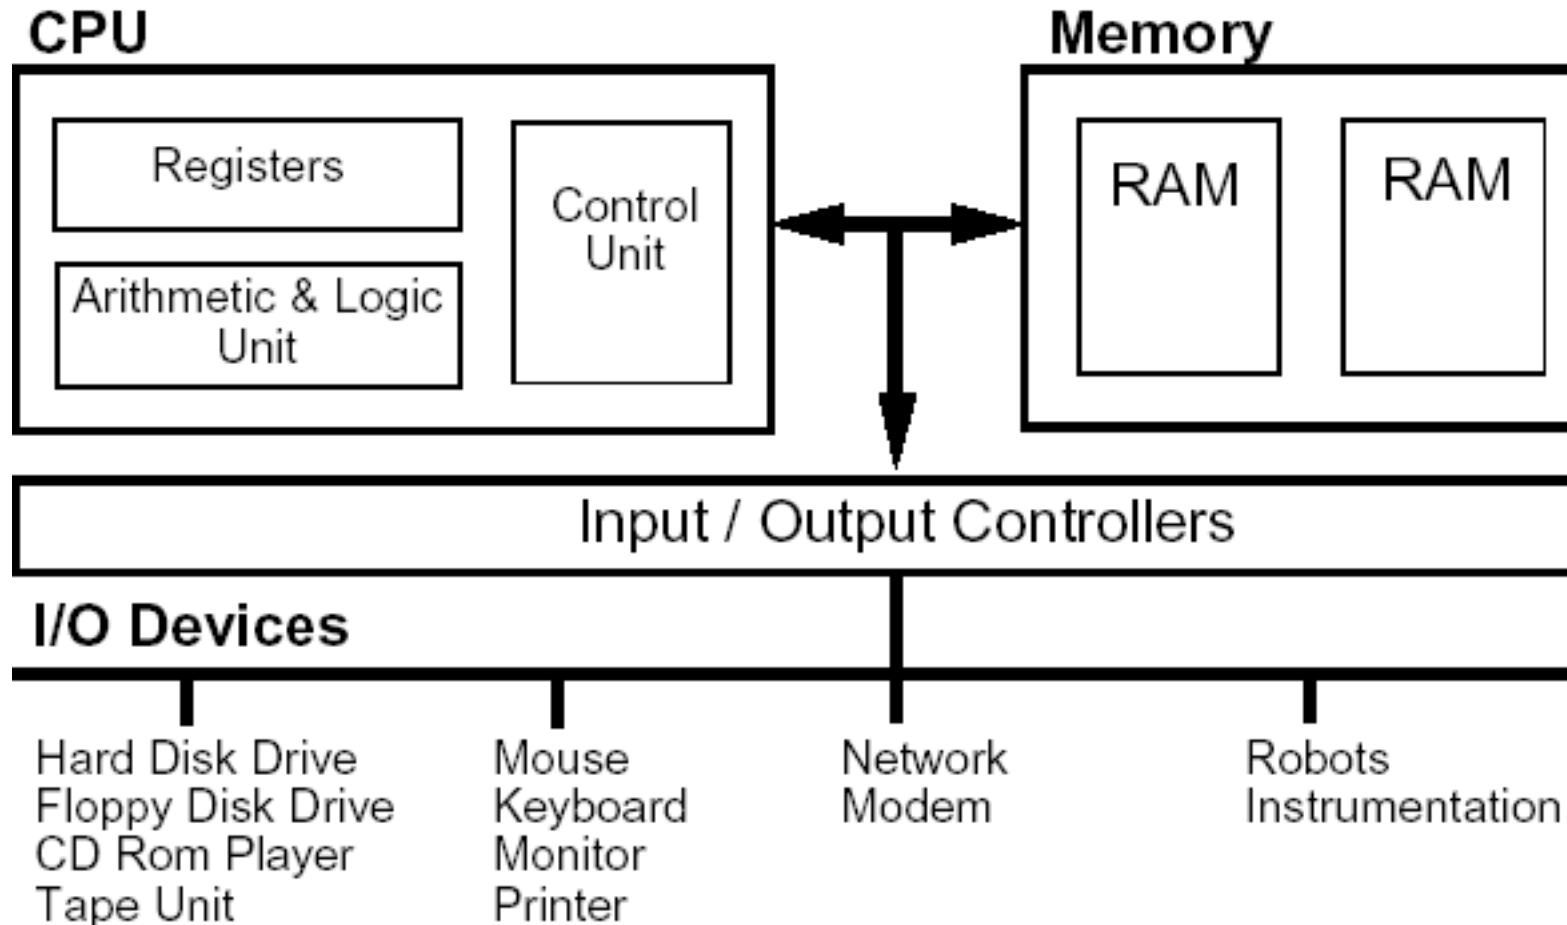 CPU
Memory
Registers
Arithmetic & Logic
Unit
Control
Unit
RAM
RAM
Input / Output Controllers
I/O Devices
Hard Disk Drive
Floppy Disk Drive
CD Rom Player
Tape Unit
Mouse
Keyboard
Monitor
Printer
Network
Modem
Robots
Instrumentation